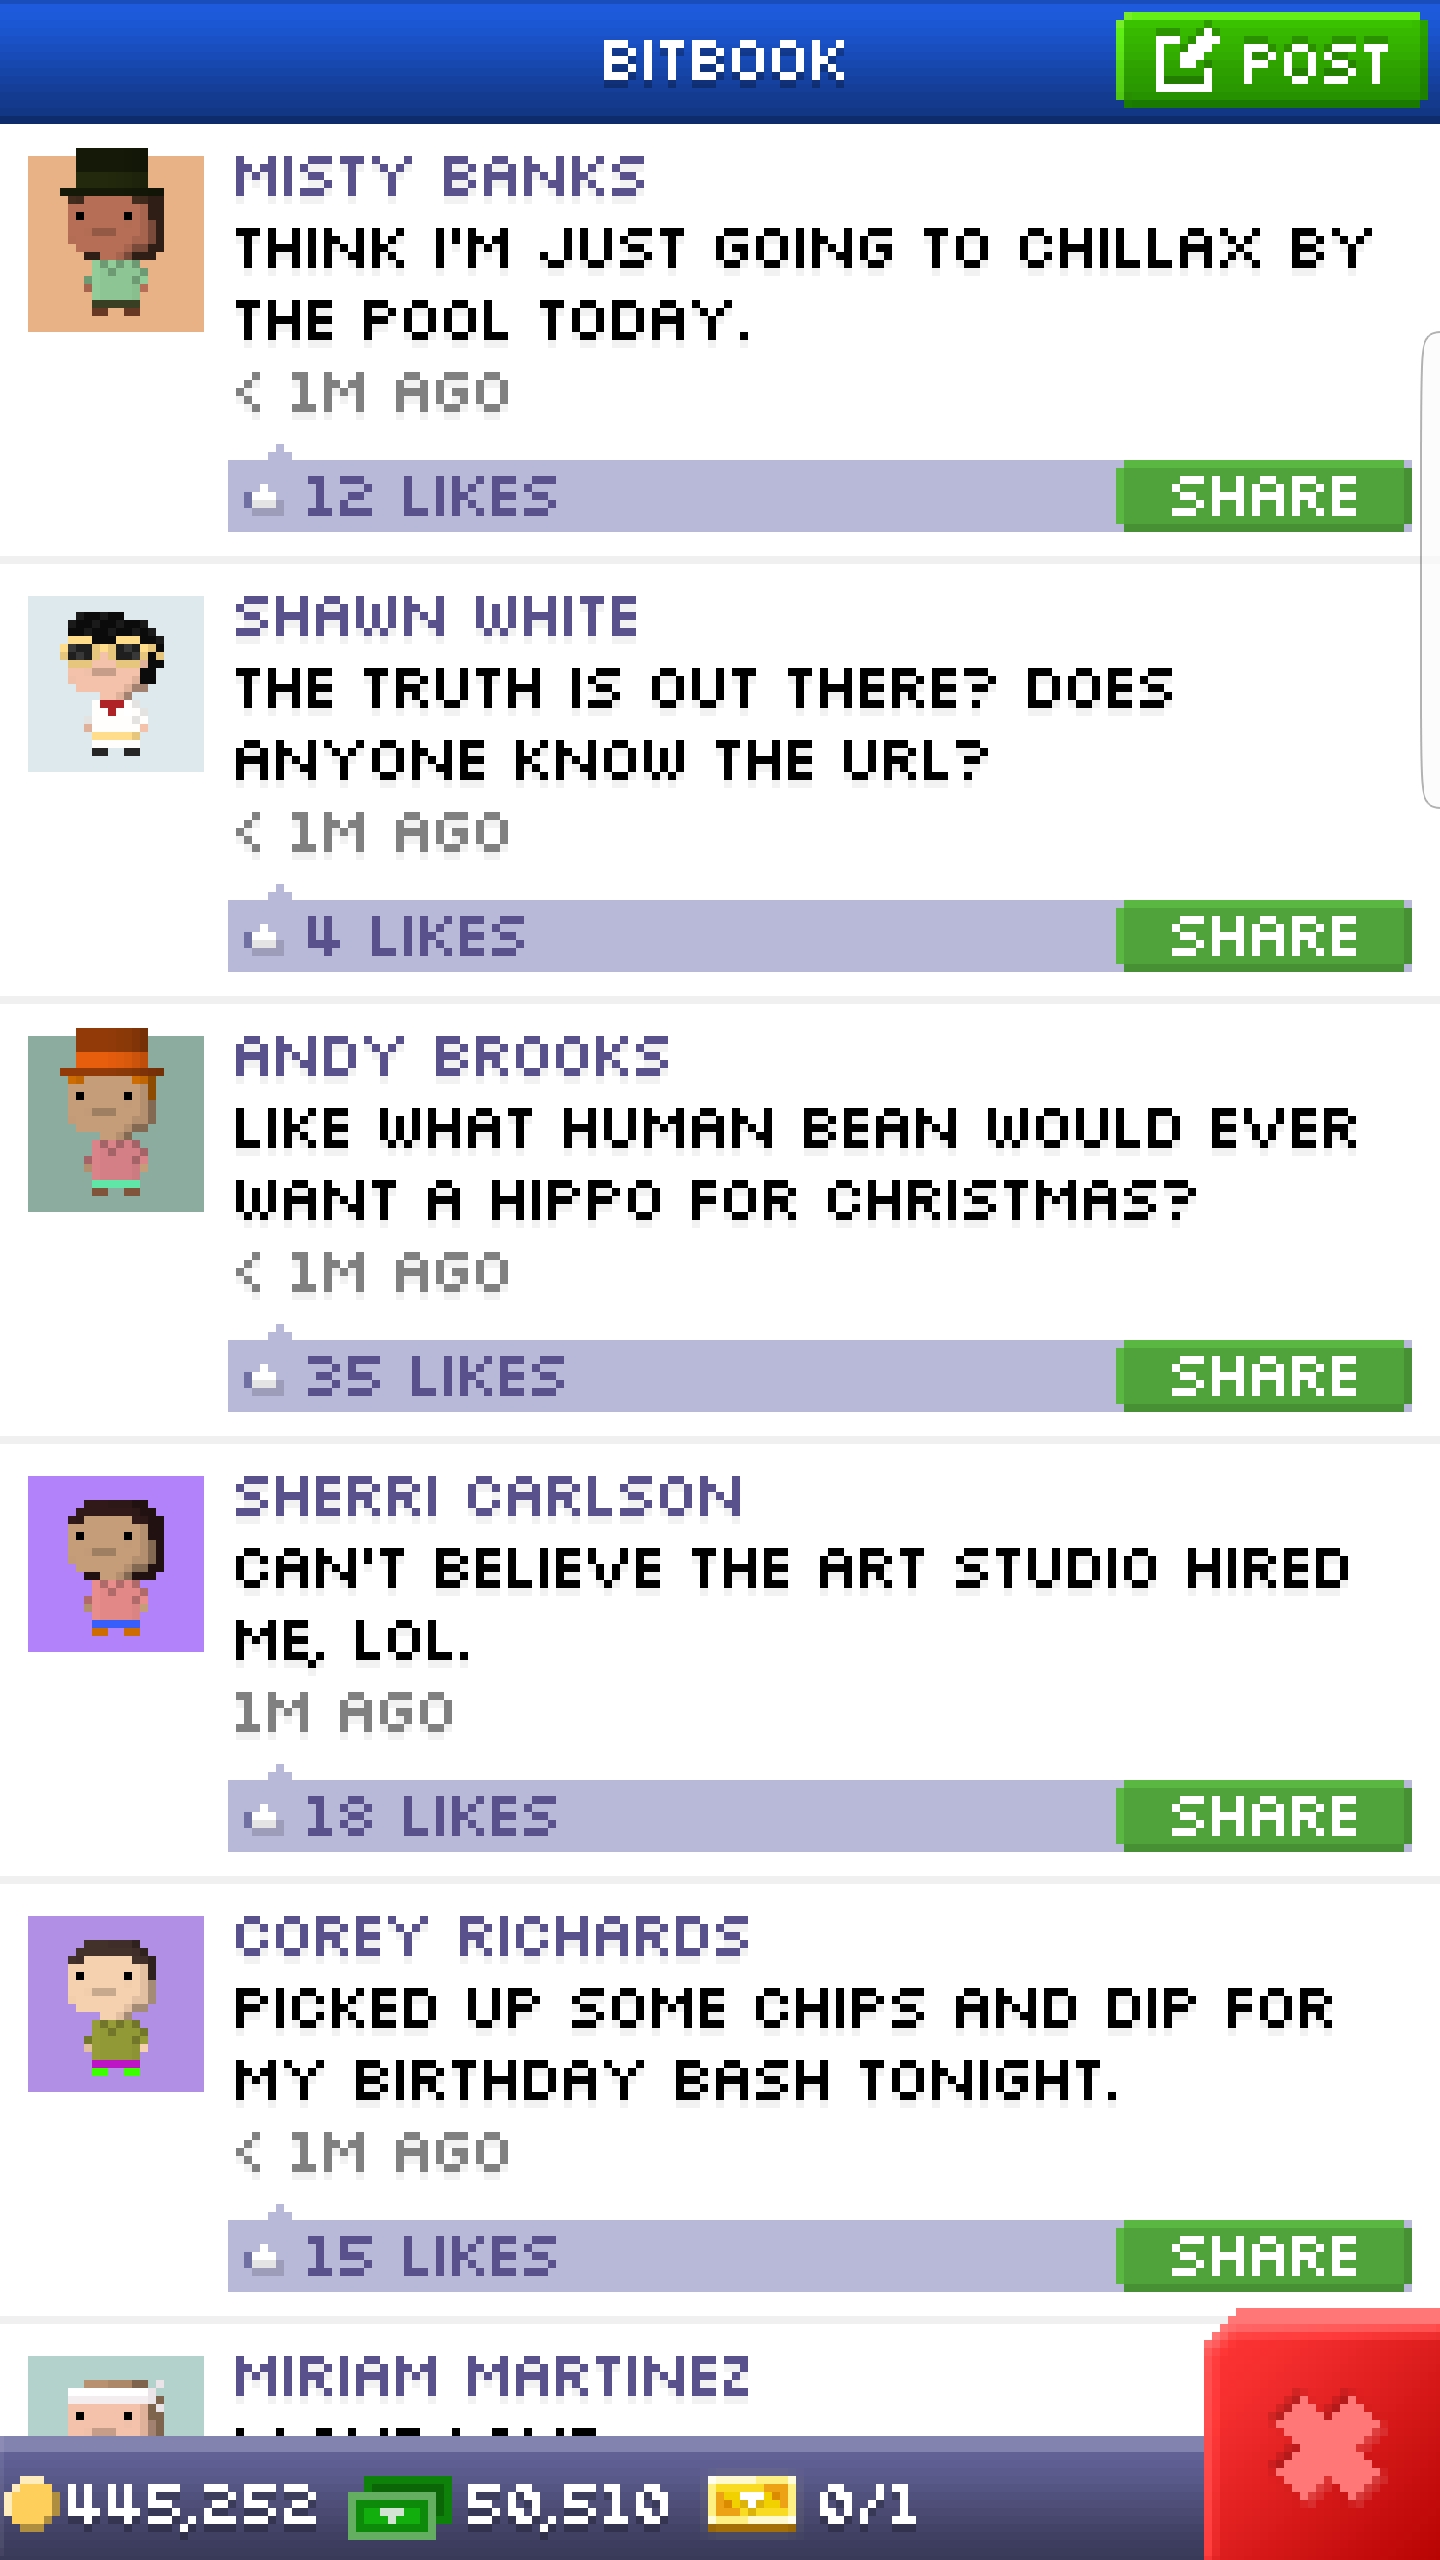 BITBOOK
POST
MISTY BANKS
THINK I'M JUST GOING TO CHILLAX BY
THE POOL TODAY.
< 1M AGO
12 LIKES
SHARE
SHAWN WHITE
THE TRUTH IS OUT THERE? DOES
ANYONE KNOW THE URL?
< 1M AGO
4 LIKES
SHARE
ANDY BROOKS
LIKE WHAT HUMAN BEAN WOULD EVER
WANT A HIPPO FOR CHRISTMAS?
< 1M AGO
35 LIKES
SHARE
SHERRI CARLSON
CAN'T BELIEVE THE ART STUDIO HIRED
ME, LOL.
1M AGO
18 LIKES
SHARE
COREY RICHARDS
PICKED UP SOME CHIPS AND DIP FOR
MY BIRTHDAY BASH TONIGHT.
< 1M AGO
15 LIKES
SHARE
MIRIAM MARTINEZ
445,252
50,510
0/1